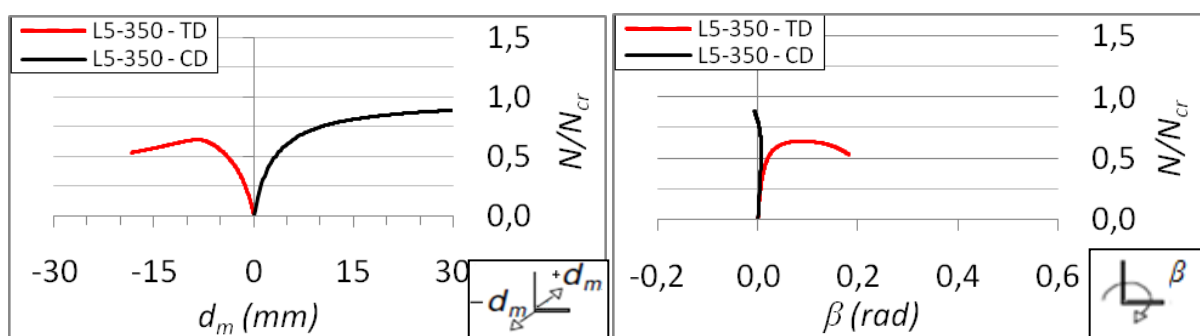 L5-350 - TD
L5-350 - CD
1,5
1,0
0,5
0,0
N/Ncr
-30 -15 0 15 30
dm (mm)
+dm
-dm
L5-350 - TD
L5-350 - CD
1,5
1,0
0,5
0,0
N/Ncr
-0,2 0,0 0,2 0,4 0,6
β (rad)
β